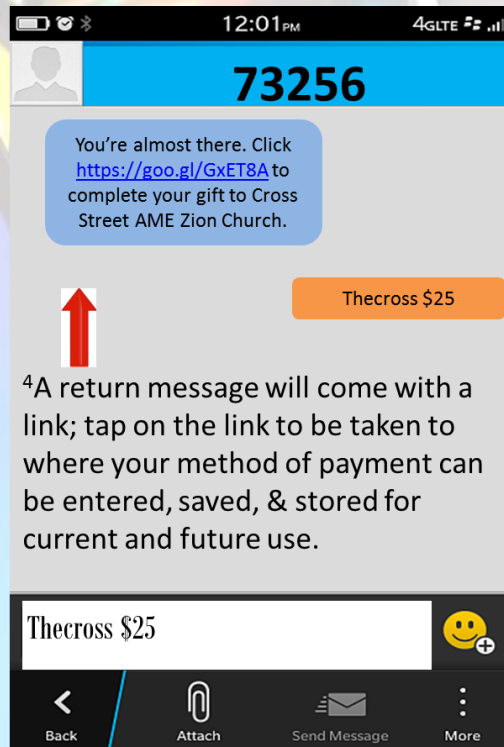 12:01PM
4GLTE
73256
You’re almost there. Click
https://goo.gl/GxET8A to
complete your gift to Cross
Street AME Zion Church.
Thecross $25
⁴A return message will come with a
link; tap on the link to be taken to
where your method of payment can
be entered, saved, & stored for
current and future use.
Thecross $25
Back
Attach
Send Message
More